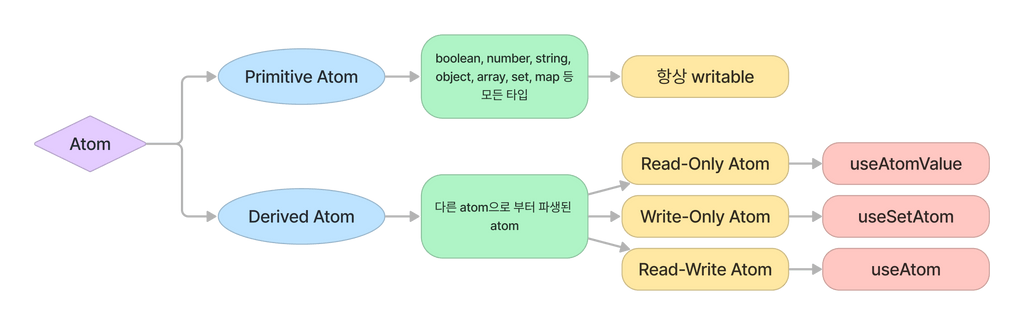 Atom
Primitive Atom
boolean, number, string,
object, array, set, map 등
모든 타입
항상 writable
Derived Atom
다른 atom으로 부터 파생된
atom
Read-Only Atom
useAtomValue
Write-Only Atom
useSetAtom
Read-Write Atom
useAtom